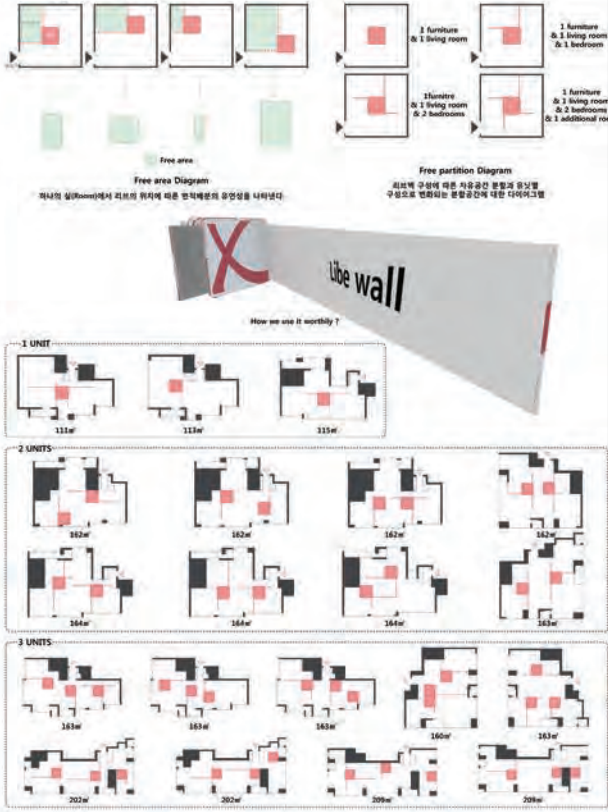 1 furniture
& 1 living room
1 furniture
& 1 living room
& 1 bedroom
1furnitre
& 1 living room
& 2 bedrooms
1 furniture
& 1 living room
& 2 bedrooms
& 1 additional roo
Free area
Free area Diagram
하나의 실(Room)에서 리브의 위치에 따른 면적배분의 유연성을 나타낸다
Free partition Diagram
리브벽 구성에 따른 자유공간 분할과 유닛별
구성으로 변화되는 분할공간에 대한 다이어그램
Libe wall
How we use it worthily ?
1 UNIT
111㎡
113㎡
115㎡
2 UNITS
162㎡
162㎡
162㎡
162㎡
164㎡
164㎡
164㎡
163㎡
3 UNITS
163㎡
163㎡
163㎡
160㎡
163㎡
202㎡
202㎡
209㎡
209㎡